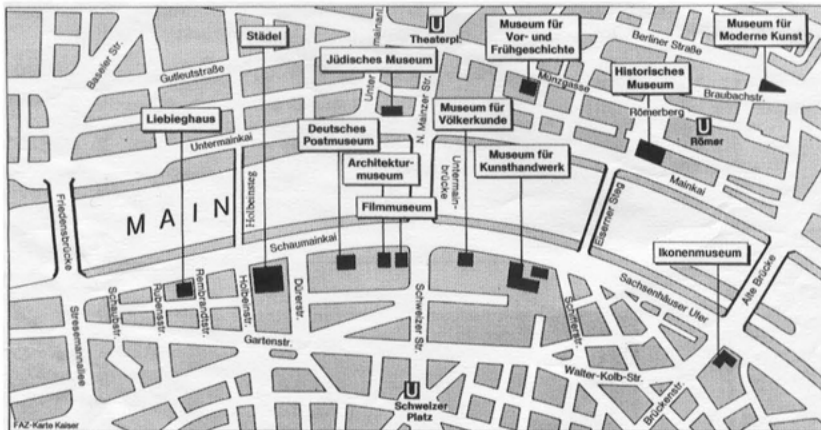 Städel
Theaterpl.
Museum für
Vor- und
Frühgeschichte
Berliner Straße
Museum für
Moderne Kunst
Baseler Str.
Gutleutstraße
Jüdisches Museum
N. Mainzer Str.
Münzgasse
Historisches
Museum
Braubachstr.
Römerberg
Liebieghaus
Untermainkai
Deutsches
Postmuseum
Museum für
Völkerkunde
U
Römer
Architektur-
museum
Untermain-
brücke
Museum für
Kunsthandwerk
Mainkai
Friedensbrücke
MAIN
Holbeinsteg
Filmmuseum
Eiserner Steg
Ikonenmuseum
Schaumainkai
Alte Brücke
Sachsenhäuser Ufer
Stresemannallee
Schaubstr.
Rubensstr.
Rembrandtstr.
Holbeinstr.
Dürerstr.
Schweizer Str.
Schifferstr.
Gartenstr.
Walter-Kolb-Str.
Brückenstr.
U
Schweizer
Platz
FAZ-Karte Kaiser